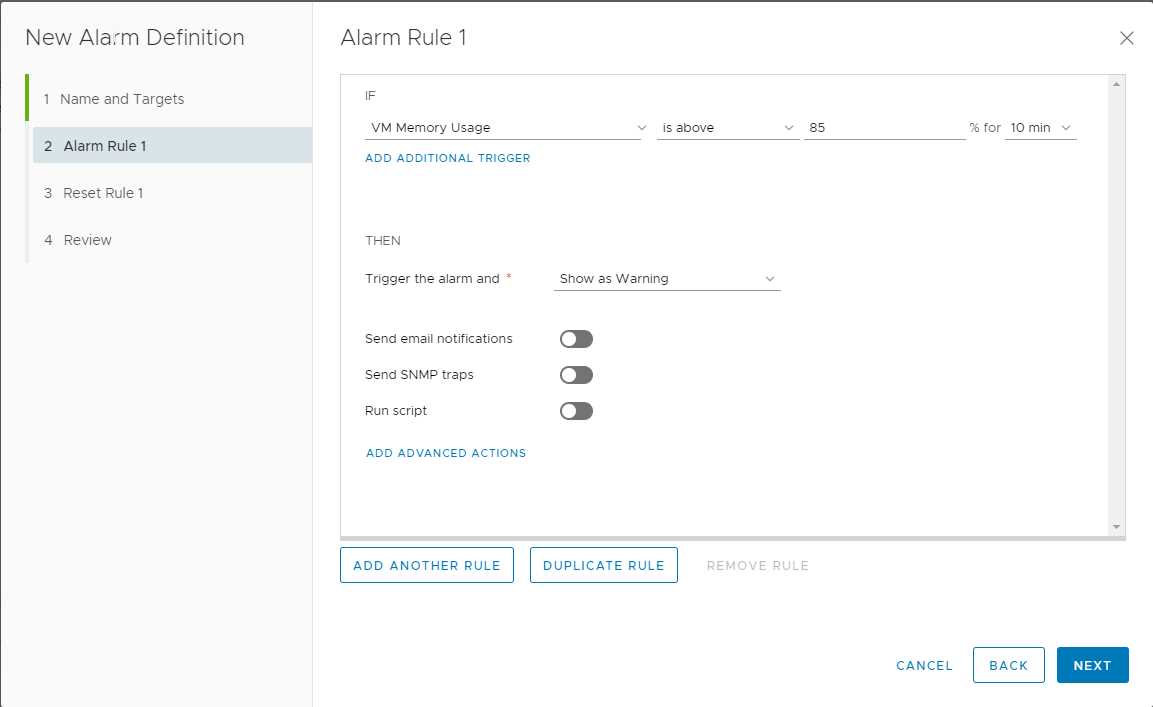 New Alarm Definition
1 Name and Targets
2 Alarm Rule 1
3 Reset Rule 1
4 Review
Alarm Rule 1
IF
VM Memory Usage is above 85 % for 10 min
ADD ADDITIONAL TRIGGER
THEN
Trigger the alarm and * Show as Warning
Send email notifications
Send SNMP traps
Run script
ADD ADVANCED ACTIONS
ADD ANOTHER RULE DUPLICATE RULE REMOVE RULE
CANCEL BACK NEXT